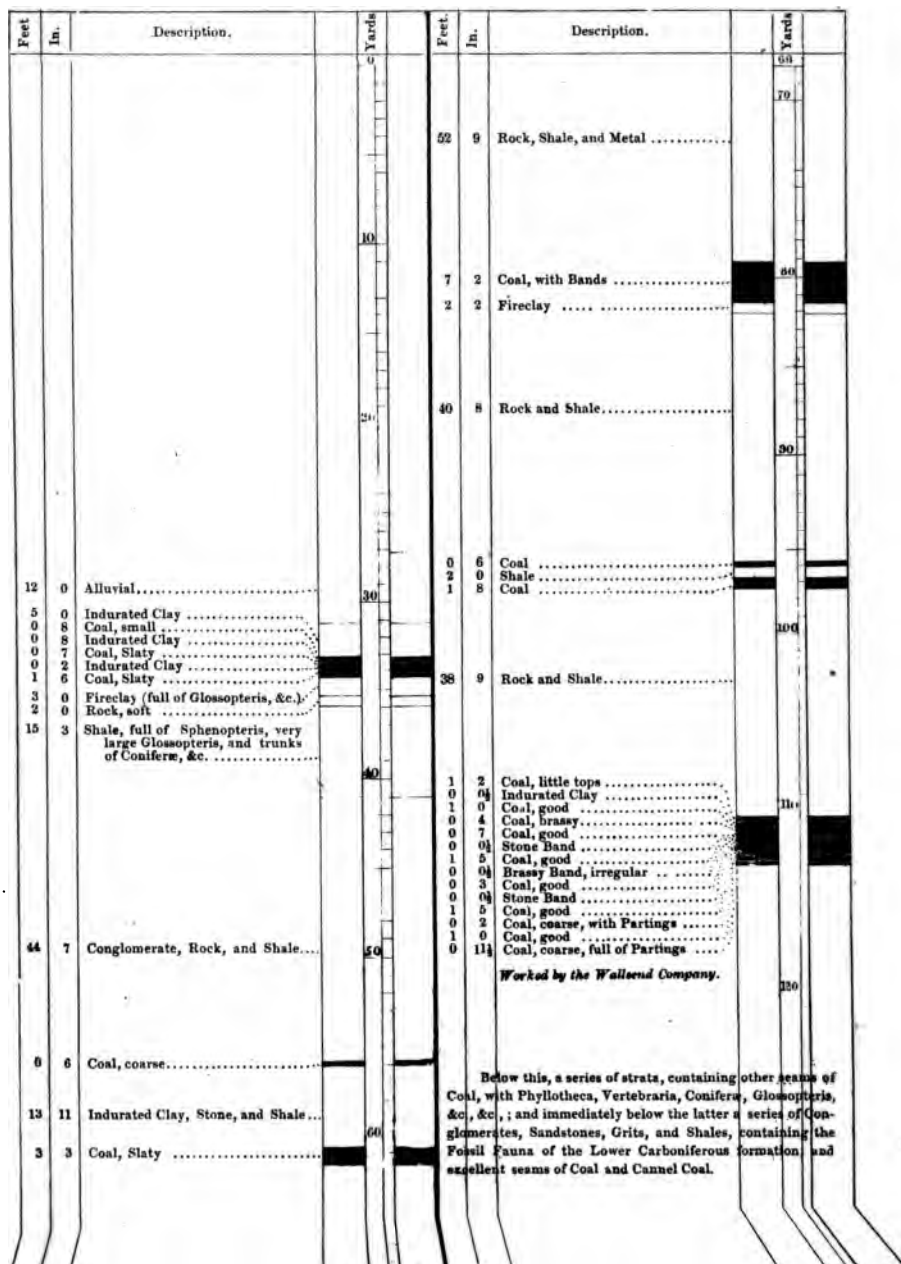 Feet In. Description. Yards
0
10
20
12 0 Alluvial
30
5 0 Indurated Clay
0 8 Coal, small
0 8 Indurated Clay
0 7 Coal, Slaty
0 2 Indurated Clay
1 6 Coal, Slaty
3 0 Fireclay (full of Glossopteris, &c.)
2 0 Rock, soft
15 3 Shale, full of Sphenopteris, very
large Glossopteris, and trunks
of Coniferæ, &c.
40
44 7 Conglomerate, Rock, and Shale
50
0 6 Coal, coarse
13 11 Indurated Clay, Stone, and Shale
60
3 3 Coal, Slaty
Feet. In. Description. Yards
70
52 9 Rock, Shale, and Metal
80
7 2 Coal, with Bands
2 2 Fireclay
40 8 Rock and Shale
90
0 6 Coal
2 0 Shale
1 8 Coal
100
38 9 Rock and Shale
1 2 Coal, little tops
0 0½ Indurated Clay
110
1 0 Coal, good
0 4 Coal, brassy
0 7 Coal, good
0 0½ Stone Band
1 5 Coal, good
0 0½ Brassy Band, irregular
0 3 Coal, good
0 0½ Stone Band
1 5 Coal, good
0 2 Coal, coarse, with Partings
1 0 Coal, good
0 11½ Coal, coarse, full of Partings
Worked by the Wallsend Company.
120
Below this, a series of strata, containing other seams of
Coal, with Phyllotheca, Vertebraria, Coniferæ, Glossopteris,
&c., &c.,; and immediately below the latter a series of Con-
glomerates, Sandstones, Grits, and Shales, containing the
Fossil Fauna of the Lower Carboniferous formation, and
excellent seams of Coal and Cannel Coal.